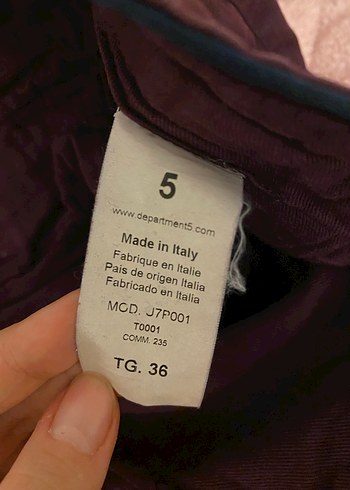 5
www.department5.com
Made in Italy
Fabrique en Italie
Pais de origen Italia
Fabricado en Italia
MOD. J7P001
T0001
COMM. 235
TG. 36